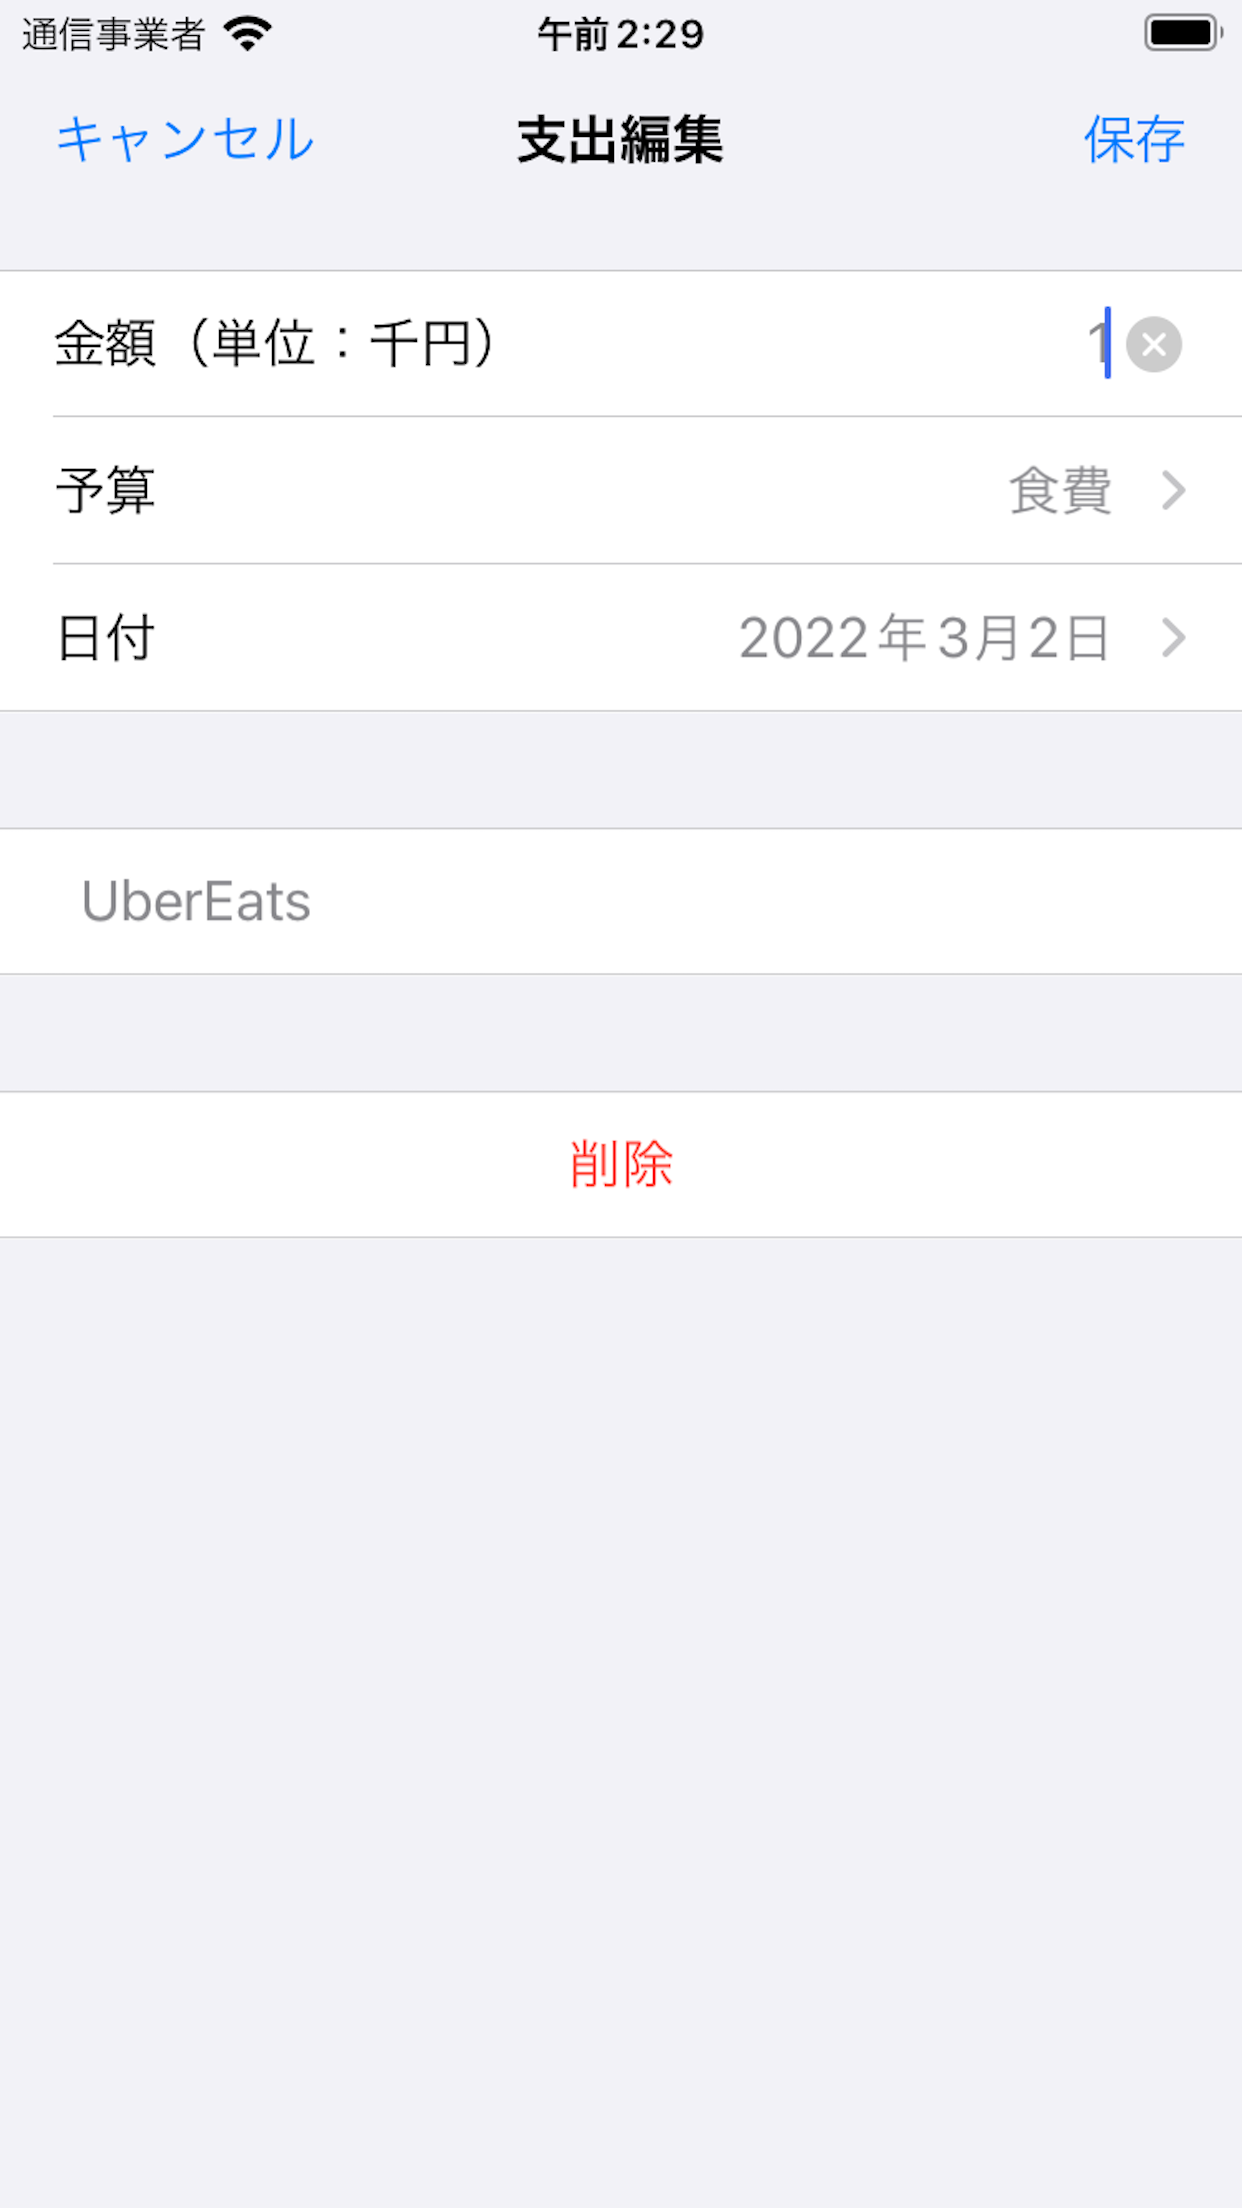 通信事業者 午前2:29
キャンセル 支出編集 保存
金額（単位：千円） 1
予算 食費
日付 2022年3月2日
UberEats
削除